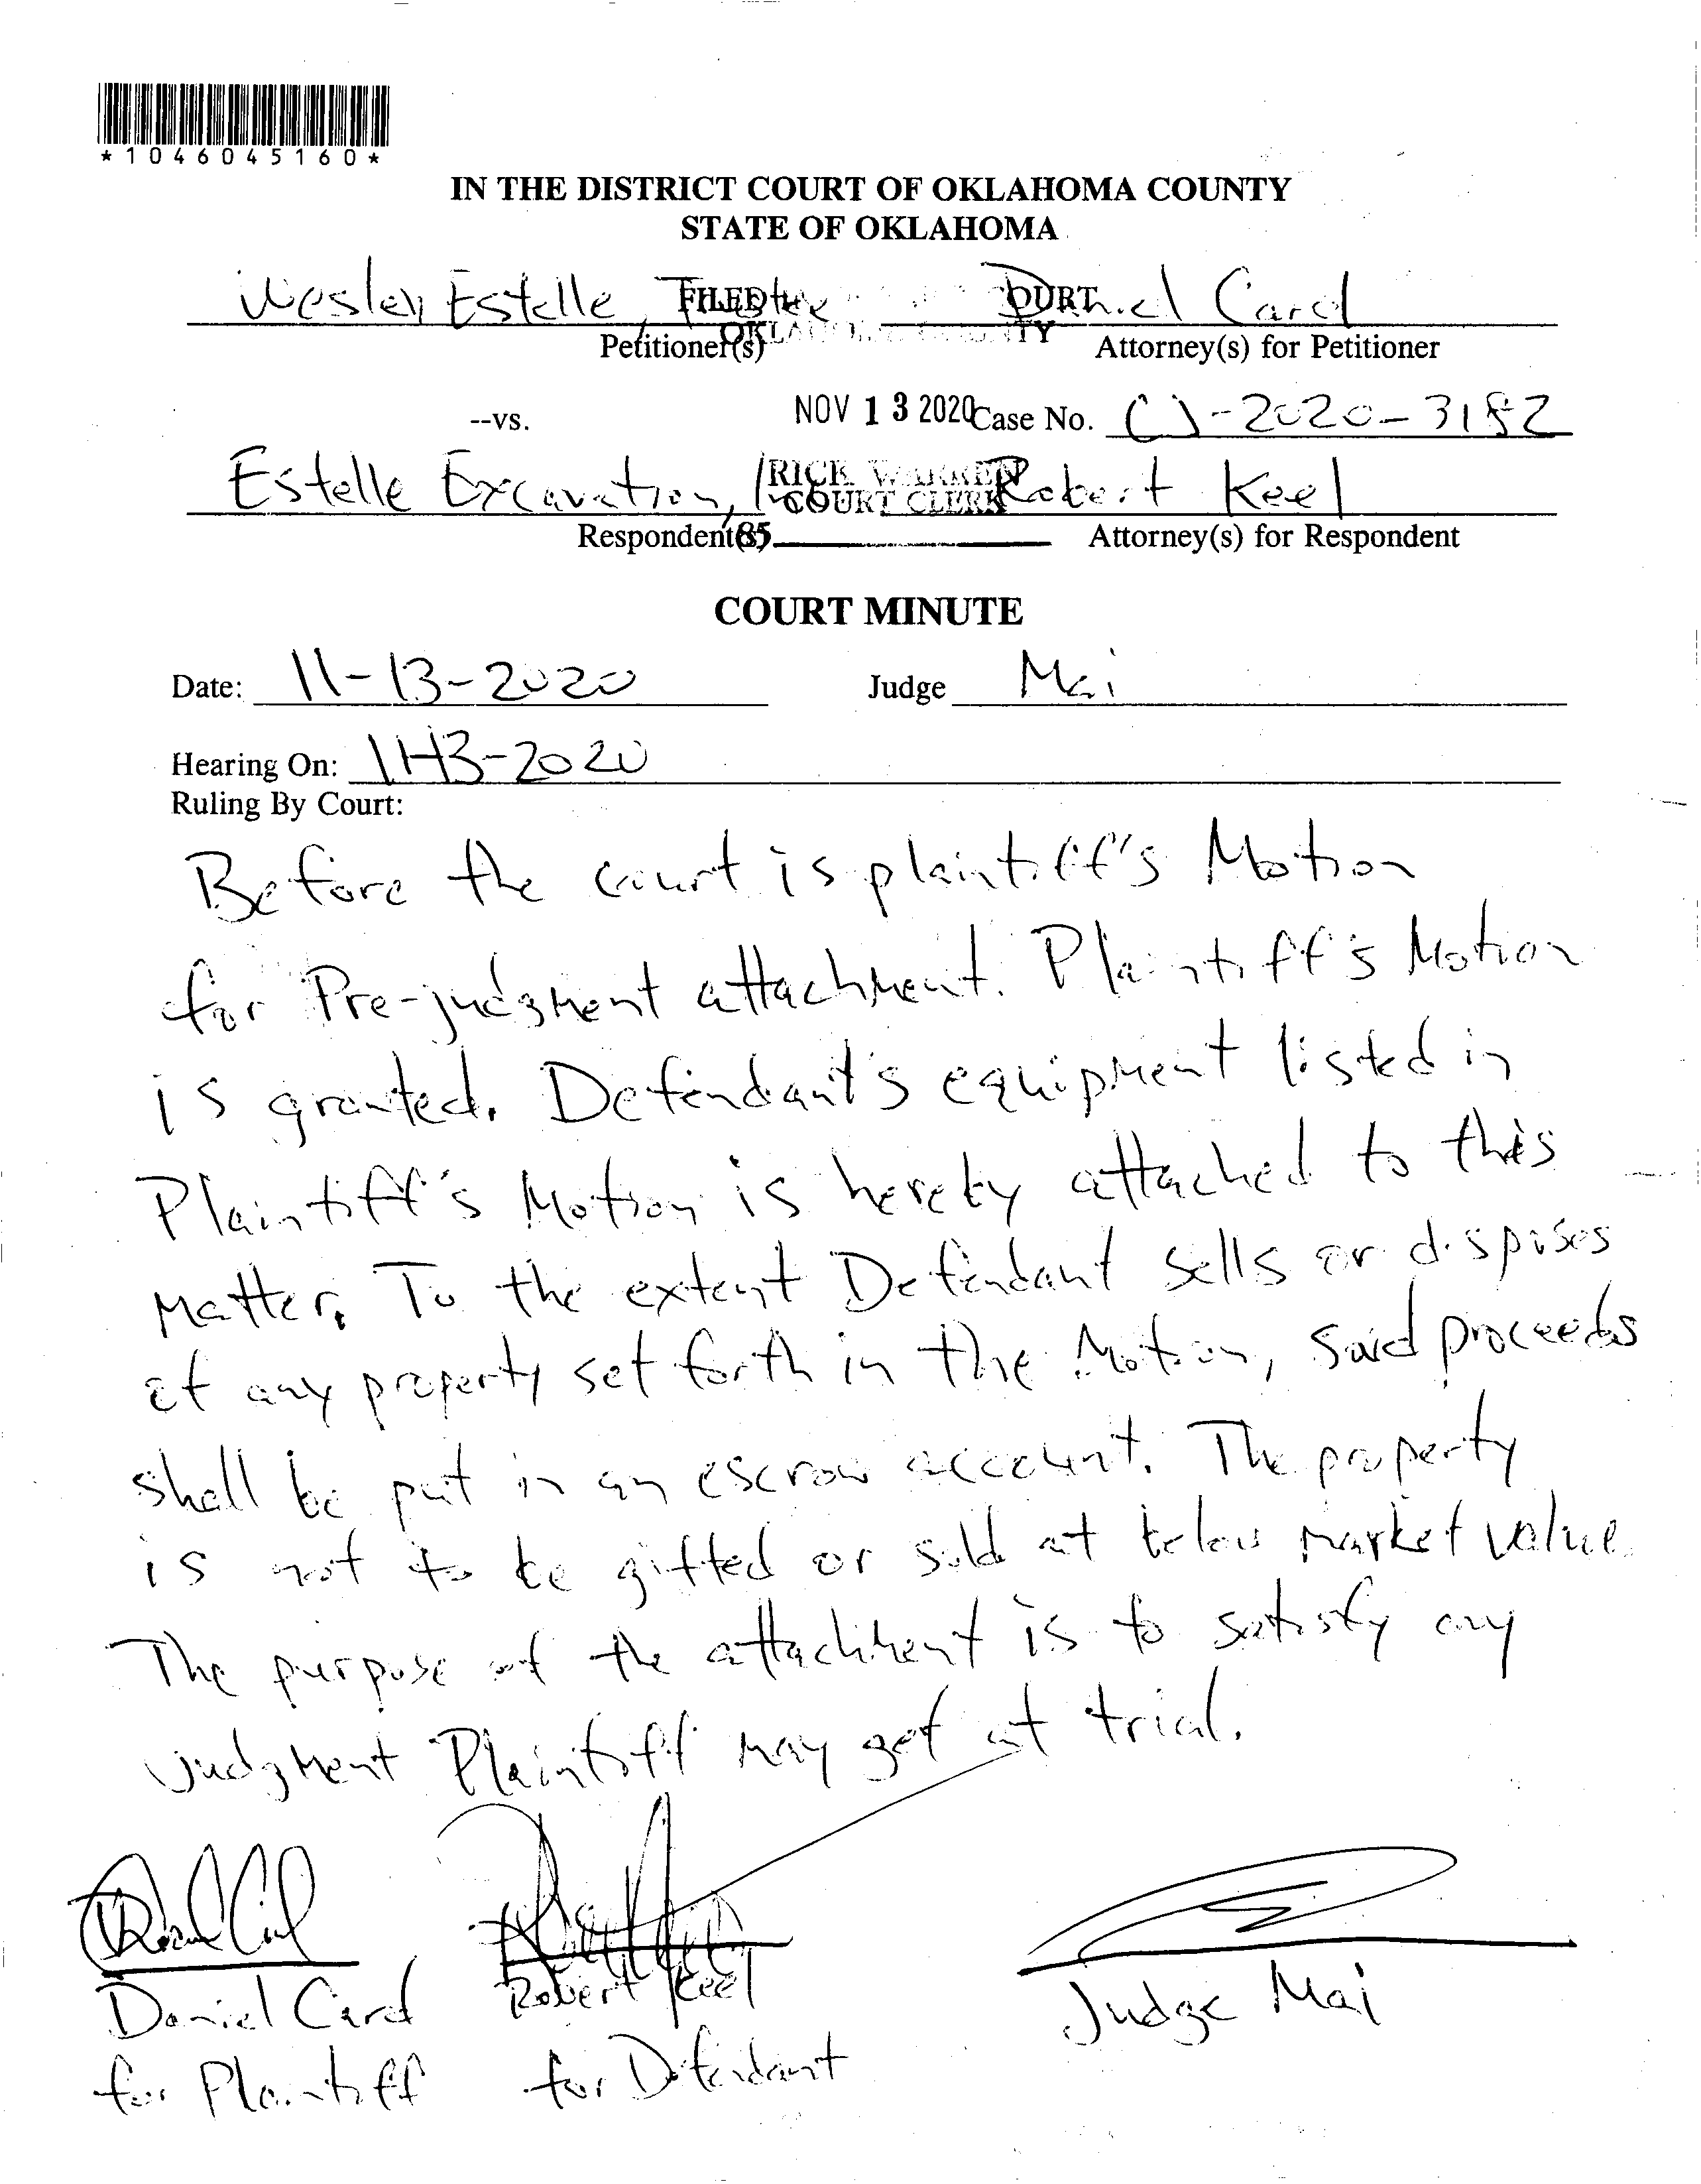 *1046045160*
IN THE DISTRICT COURT OF OKLAHOMA COUNTY
STATE OF OKLAHOMA
Wesley Estelle, Trustee Daniel Card
FILED COURT
OKLAHOMA COUNTY
Petitioner(s) Attorney(s) for Petitioner
--vs. NOV 13 2020 Case No. CJ-2020-3182
Estelle Excavation, Inc Robert Keel
RICK WARREN
COURT CLERK
Respondent(s) 85 Attorney(s) for Respondent
COURT MINUTE
Date: 11-13-2020 Judge Mai
Hearing On: 11-13-2020
Ruling By Court:
Before the court is plaintiff's Motion
for Pre-judgment attachment. Plaintiff's Motion
is granted. Defendant's equipment listed in
Plaintiff's Motion is hereby attached to this
matter. To the extent Defendant sells or disposes
of any property set forth in the Motion, said proceeds
shall be put in an escrow account. The property
is not to be gifted or sold at below market value.
The purpose of the attachment is to satisfy any
judgment Plaintiff may get at trial.
Daniel Card Robert Keel Judge Mai
for Plaintiff for Defendant